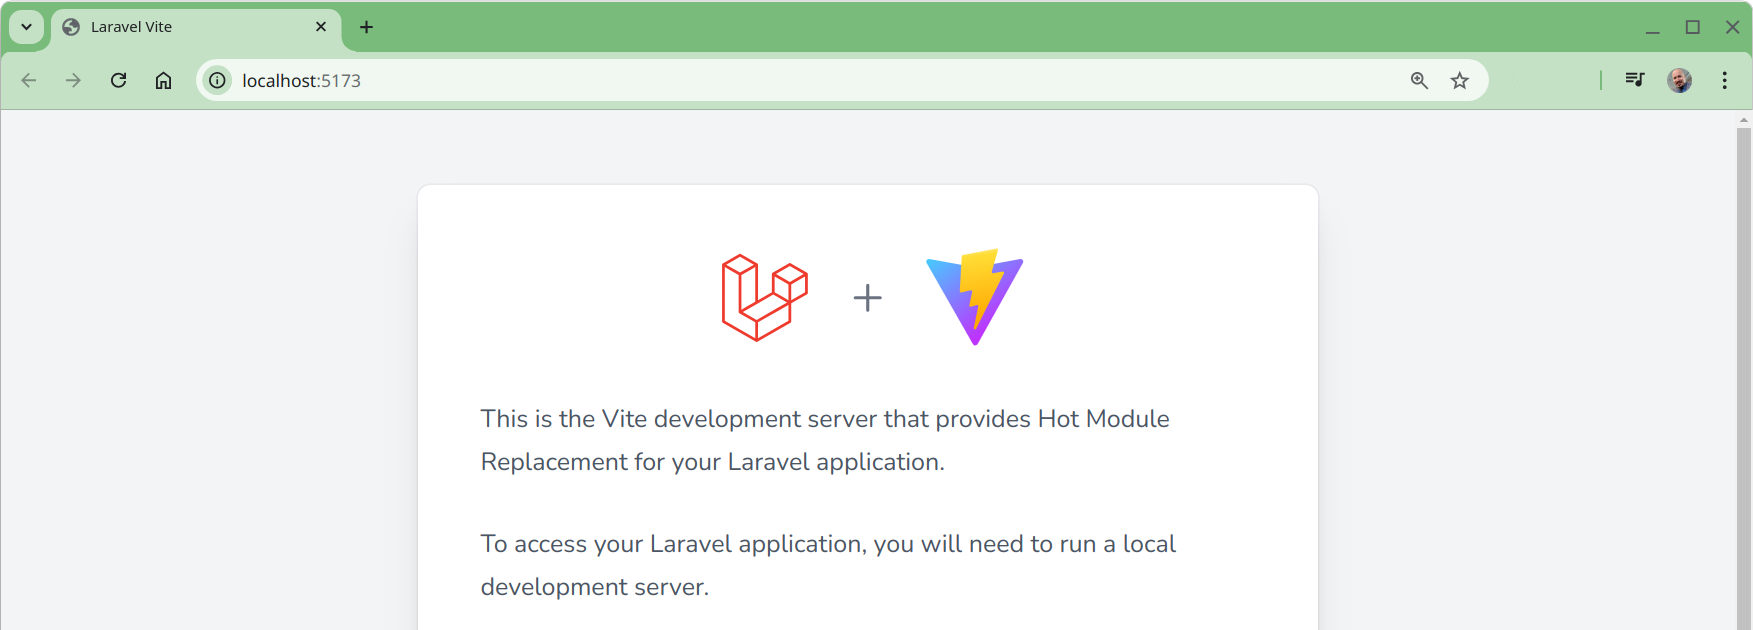 Laravel Vite
localhost:5173
This is the Vite development server that provides Hot Module
Replacement for your Laravel application.
To access your Laravel application, you will need to run a local
development server.